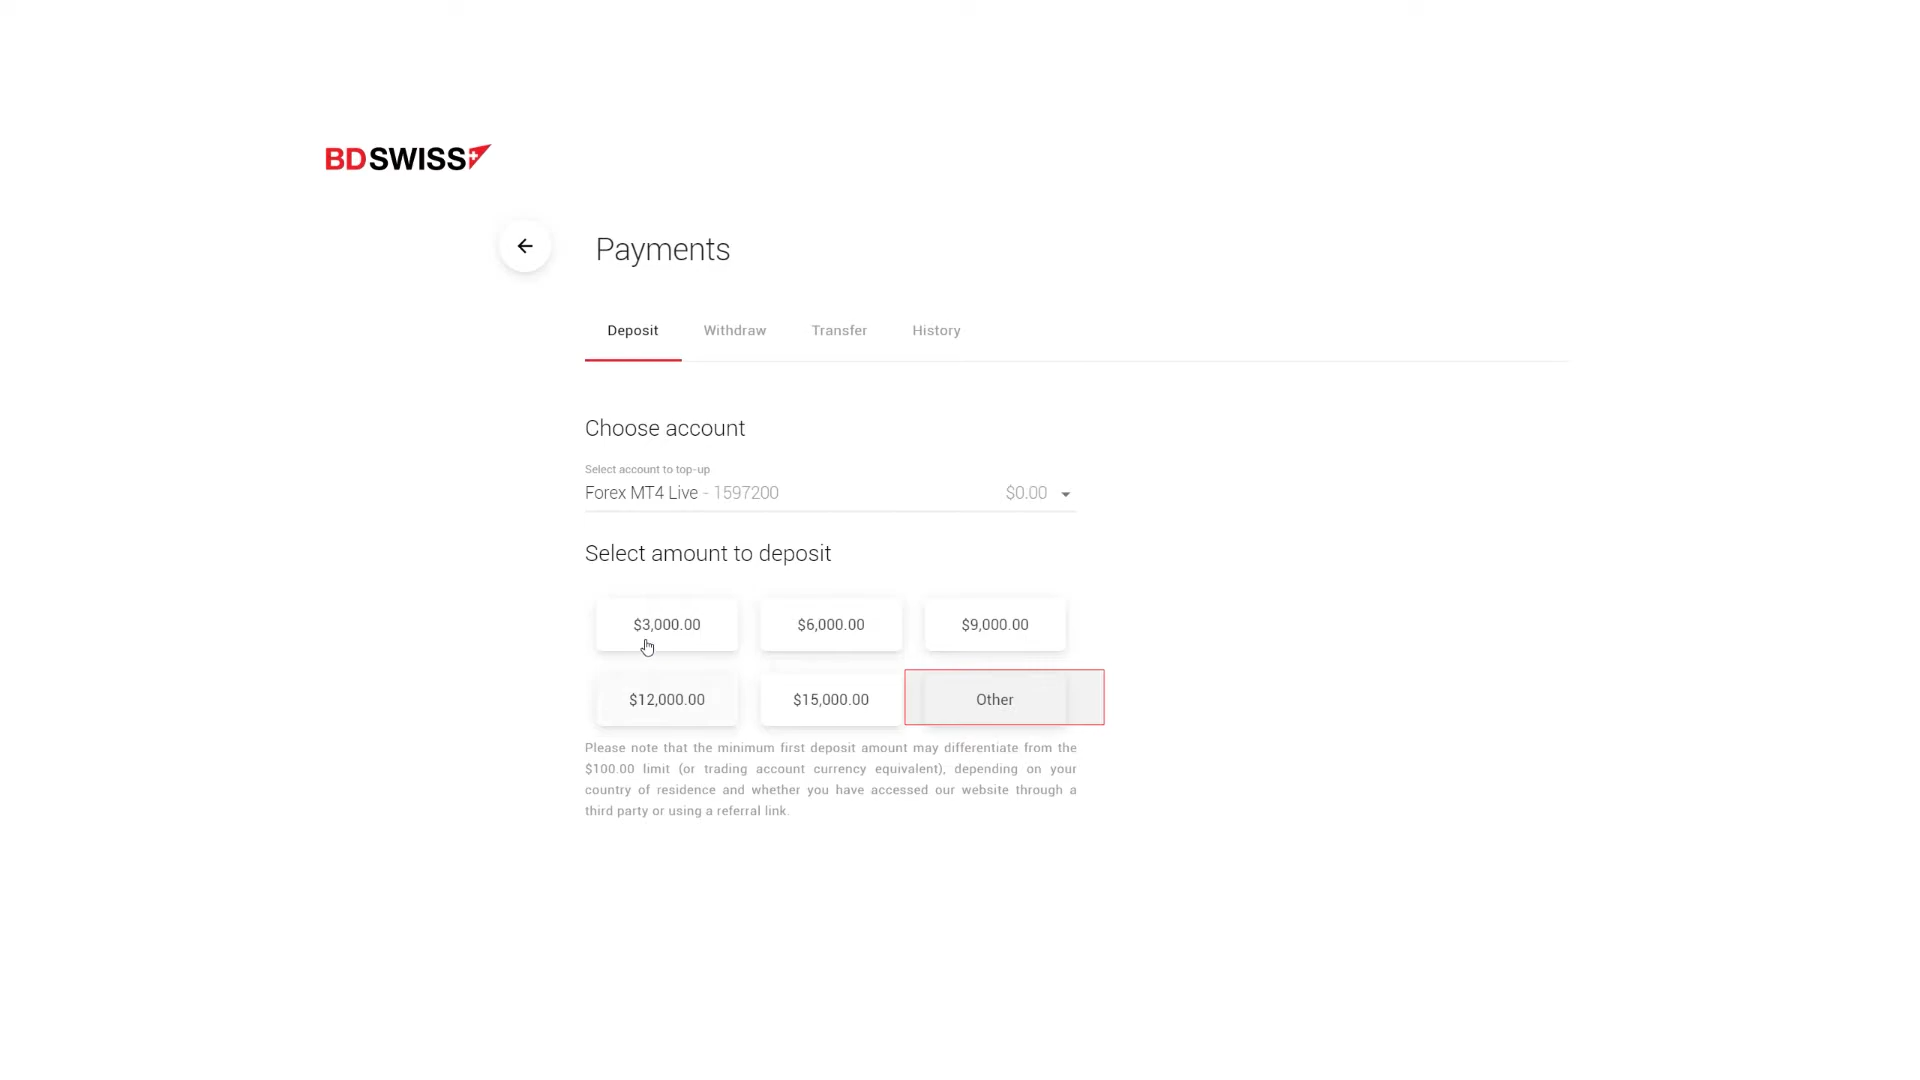 BDSWISS
Payments
Deposit Withdraw Transfer History
Choose account
Select account to top-up
Forex MT4 Live - 1597200 $0.00
Select amount to deposit
$3,000.00 $6,000.00 $9,000.00
$12,000.00 $15,000.00 Other
Please note that the minimum first deposit amount may differentiate from the
$100.00 limit (or trading account currency equivalent), depending on your
country of residence and whether you have accessed our website through a
third party or using a referral link.